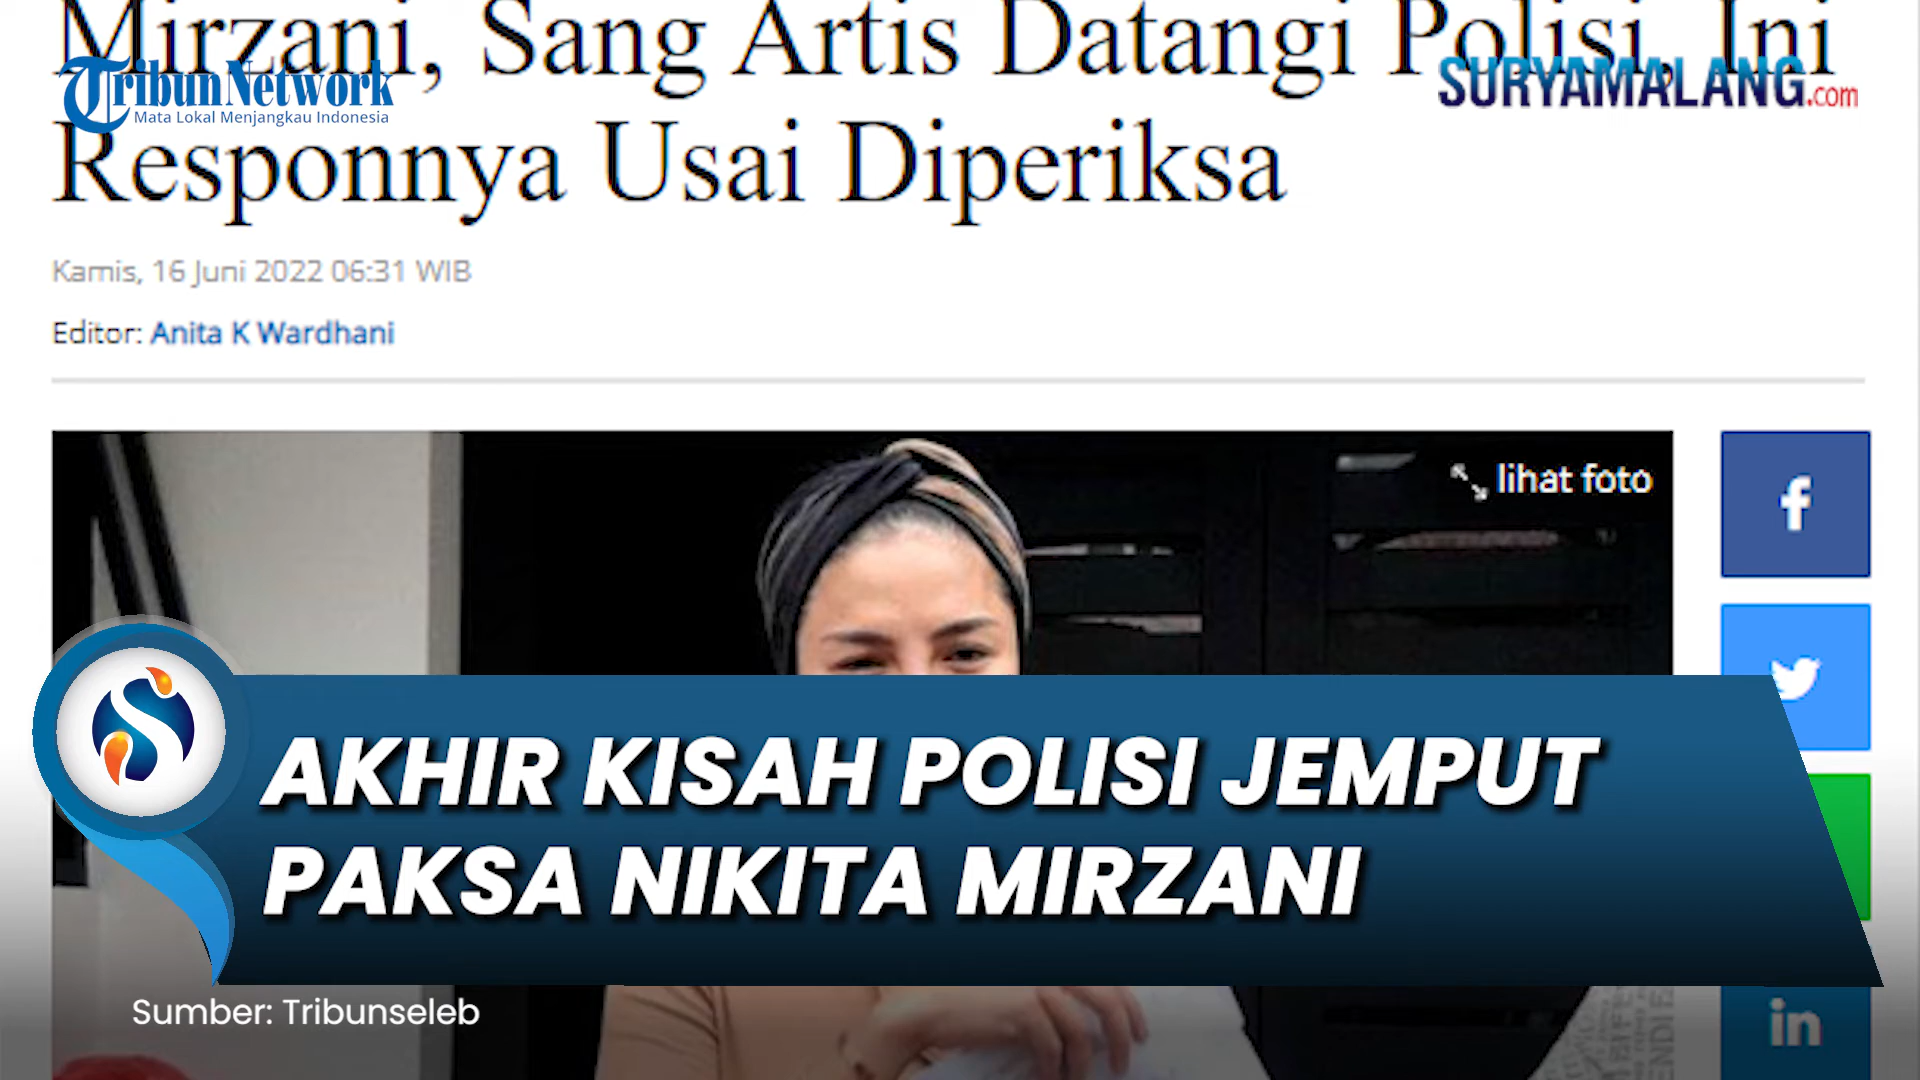 Mirzani, Sang Artis Datangi Polisi, Ini
TribunNetwork
Mata Lokal Menjangkau Indonesia
SURYAMALANG.com
Responnya Usai Diperiksa
Kamis, 16 Juni 2022 06:31 WIB
Editor: Anita K Wardhani
lihat foto
f
AKHIR KISAH POLISI JEMPUT
PAKSA NIKITA MIRZANI
Sumber: Tribunseleb
in